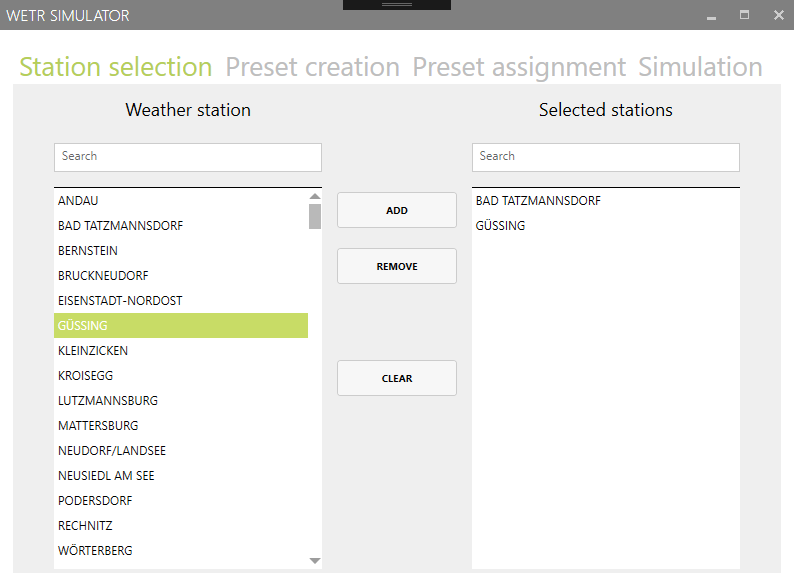 WETR SIMULATOR
Station selection Preset creation Preset assignment Simulation
Weather station
Search
ANDAU
BAD TATZMANNSDORF
BERNSTEIN
BRUCKNEUDORF
EISENSTADT-NORDOST
GÜSSING
KLEINZICKEN
KROISEGG
LUTZMANNSBURG
MATTERSBURG
NEUDORF/LANDSEE
NEUSIEDL AM SEE
PODERSDORF
RECHNITZ
WÖRTERBERG
ADD
REMOVE
CLEAR
Selected stations
Search
BAD TATZMANNSDORF
GÜSSING